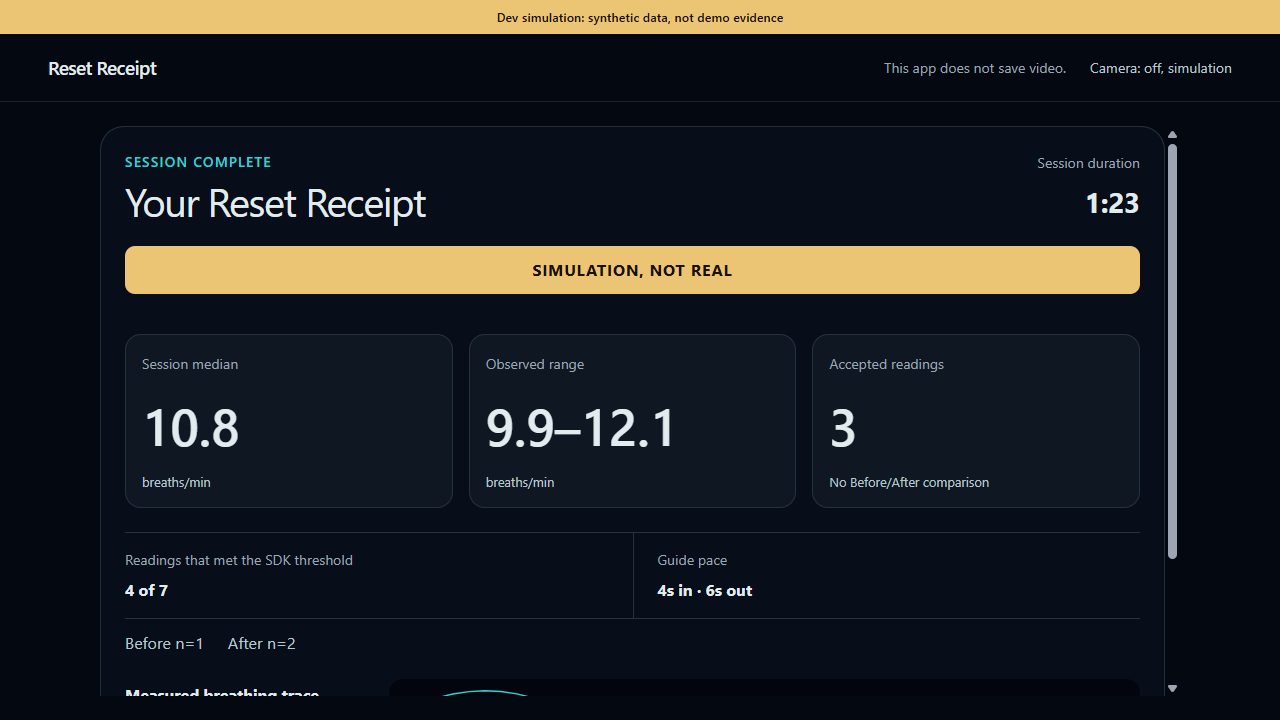 Dev simulation: synthetic data, not demo evidence
Reset Receipt
This app does not save video.
Camera: off, simulation
SESSION COMPLETE
Session duration
Your Reset Receipt
1:23
SIMULATION, NOT REAL
Session median
10.8
breaths/min
Observed range
9.9–12.1
breaths/min
Accepted readings
3
No Before/After comparison
Readings that met the SDK threshold
4 of 7
Guide pace
4s in · 6s out
Before n=1
After n=2
Measured breathing trace